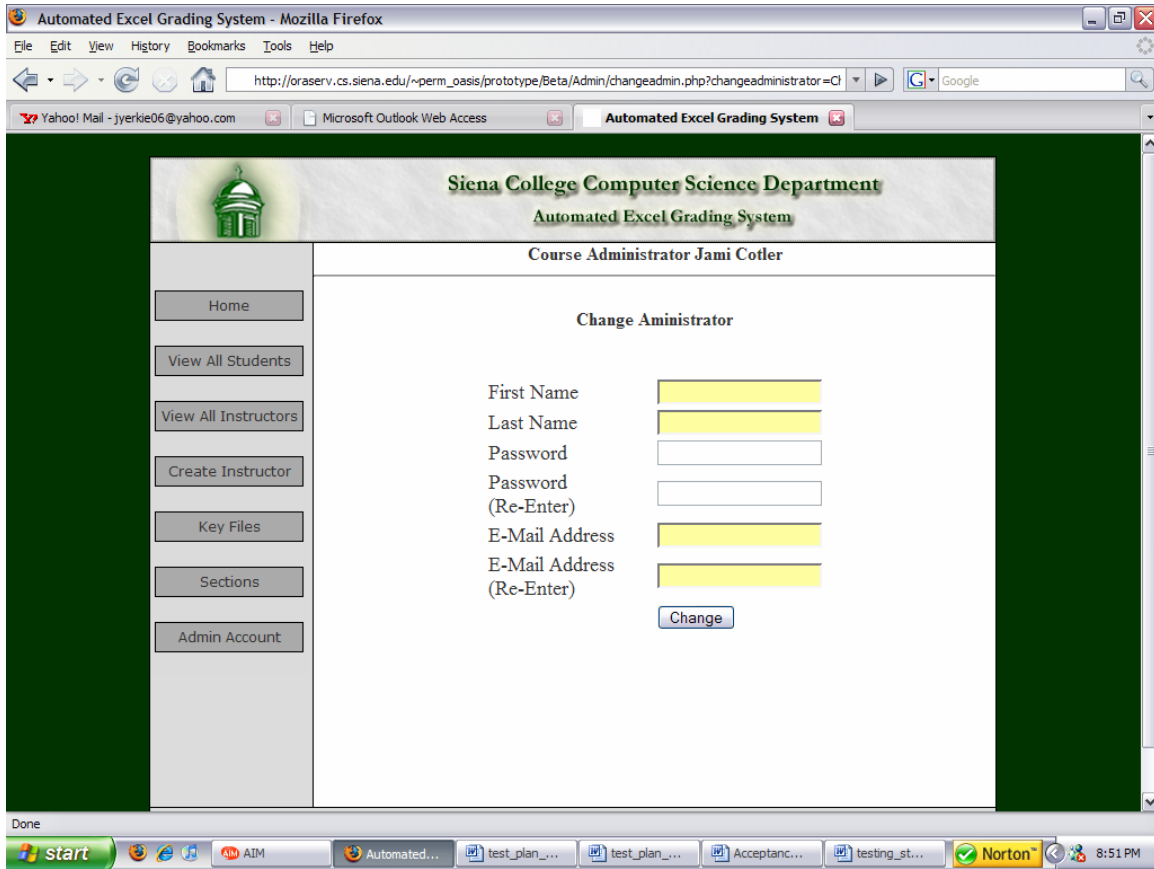 Automated Excel Grading System - Mozilla Firefox
File Edit View History Bookmarks Tools Help
http://oraserv.cs.siena.edu/~perm_oasis/prototype/Beta/Admin/changeadmin.php?changeadministrator=Cl G Google
Yahoo! Mail - jyerkie06@yahoo.com Microsoft Outlook Web Access Automated Excel Grading System
Siena College Computer Science Department
Automated Excel Grading System
Course Administrator Jami Cotler
Home
View All Students
View All Instructors
Create Instructor
Key Files
Sections
Admin Account
Change Aministrator
First Name
Last Name
Password
Password
(Re-Enter)
E-Mail Address
E-Mail Address
(Re-Enter)
Change
Done
start AIM Automated... test_plan_... test_plan_... Acceptanc... testing_st... Norton™ 8:51 PM